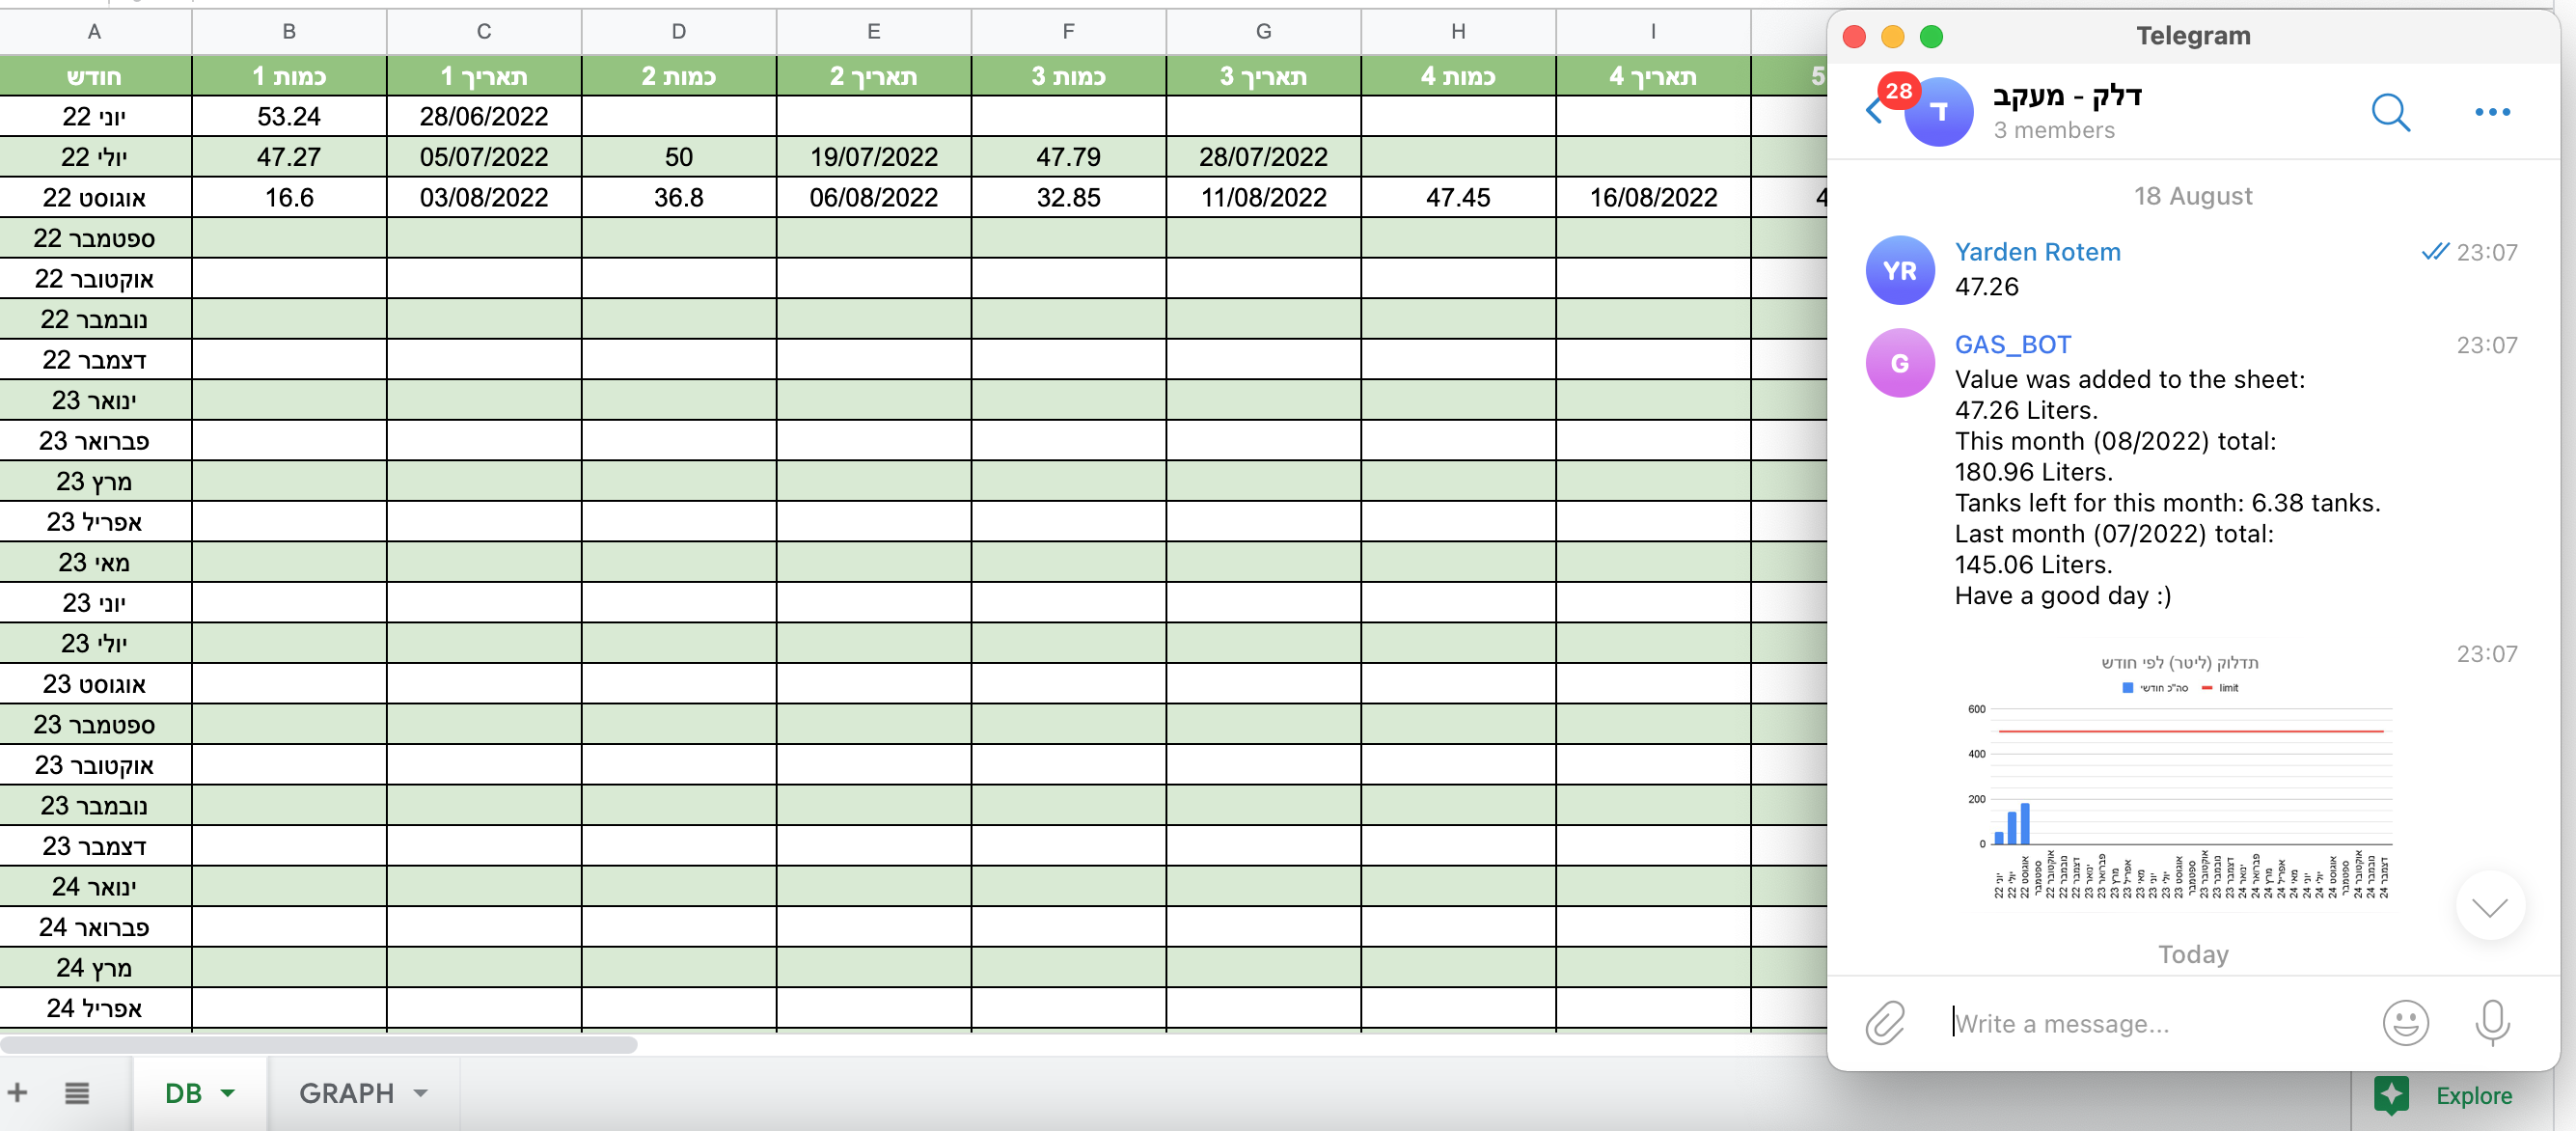 A B C D E F G H I
חודש כמות 1 תאריך 1 כמות 2 תאריך 2 כמות 3 תאריך 3 כמות 4 תאריך 4 5
יוני 22 53.24 28/06/2022
יולי 22 47.27 05/07/2022 50 19/07/2022 47.79 28/07/2022
אוגוסט 22 16.6 03/08/2022 36.8 06/08/2022 32.85 11/08/2022 47.45 16/08/2022 4
ספטמבר 22
אוקטובר 22
נובמבר 22
דצמבר 22
ינואר 23
פברואר 23
מרץ 23
אפריל 23
מאי 23
יוני 23
יולי 23
אוגוסט 23
ספטמבר 23
אוקטובר 23
נובמבר 23
דצמבר 23
ינואר 24
פברואר 24
מרץ 24
אפריל 24
DB GRAPH
Explore
Telegram
28
ד
דלק - מעקב
3 members
18 August
YR
Yarden Rotem 23:07
47.26
G
GAS_BOT 23:07
Value was added to the sheet:
47.26 Liters.
This month (08/2022) total:
180.96 Liters.
Tanks left for this month: 6.38 tanks.
Last month (07/2022) total:
145.06 Liters.
Have a good day :)
23:07
תדלוק (ליטר) לפי חודש
סה"כ חודשי limit
600
400
200
0
יוני 22
יולי 22
אוגוסט 22
ספטמבר
אוקטובר 22
נובמבר 22
דצמבר 22
ינואר 23
פברואר 23
מרץ 23
אפריל 23
מאי 23
יוני 23
יולי 23
אוגוסט 23
ספטמבר
אוקטובר 23
נובמבר 23
דצמבר 23
ינואר 24
פברואר 24
מרץ 24
אפריל 24
מאי 24
יוני 24
יולי 24
אוגוסט 24
ספטמבר
אוקטובר 24
נובמבר 24
דצמבר 24
Today
Write a message...